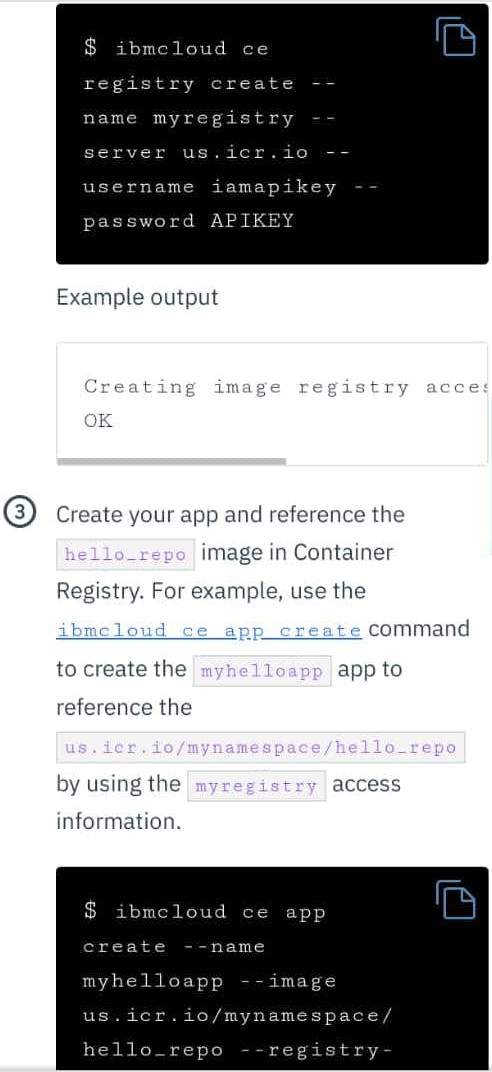 $ ibmcloud ce
registry create --
name myregistry --
server us.icr.io --
username iamapikey --
password APIKEY
Example output
Creating image registry acces
OK
3 Create your app and reference the
hello_repo image in Container
Registry. For example, use the
ibmcloud ce app create command
to create the myhelloapp app to
reference the
us.icr.io/mynamespace/hello_repo
by using the myregistry access
information.
$ ibmcloud ce app
create --name
myhelloapp --image
us.icr.io/mynamespace/
hello_repo --registry-